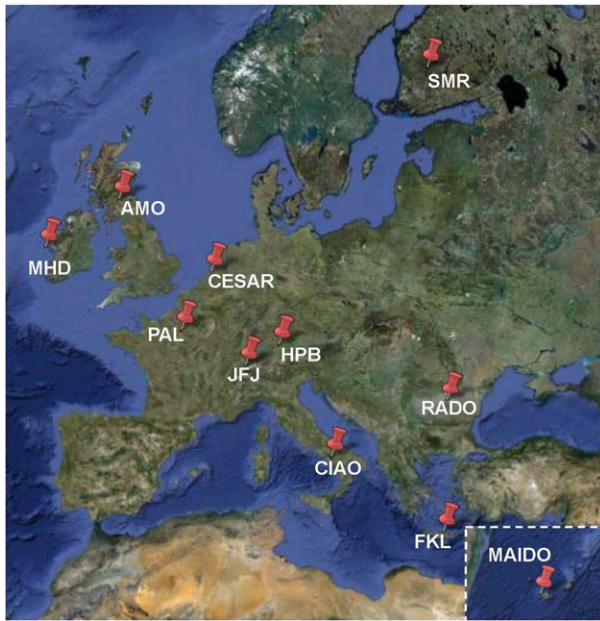 SMR
AMO
MHD
CESAR
PAL
HPB
JFJ
RADO
CIAO
FKL
MAIDO